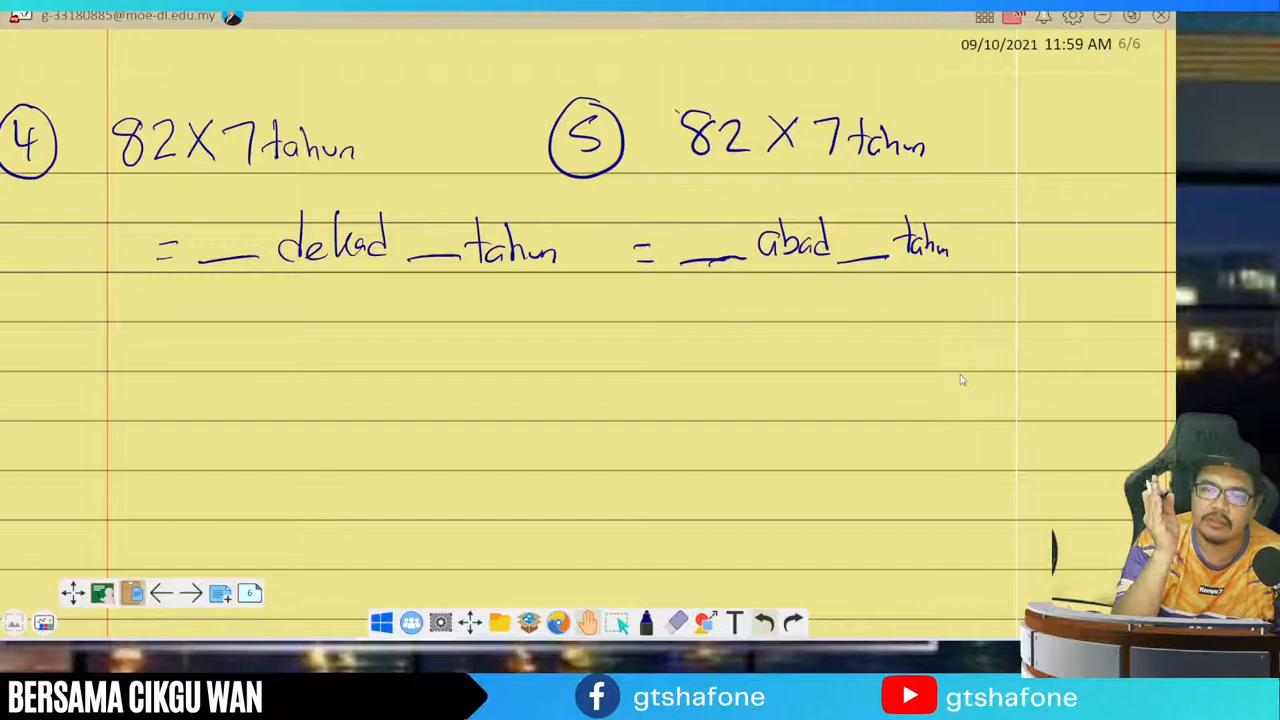 g-33180885@moe-dl.edu.my
09/10/2021 11:59 AM 6/6
4 82 X 7 tahun
= __ dekad __ tahun
5 82 X 7 tahun
= __ abad __ tahun
6
T
BERSAMA CIKGU WAN
gtshafone
gtshafone